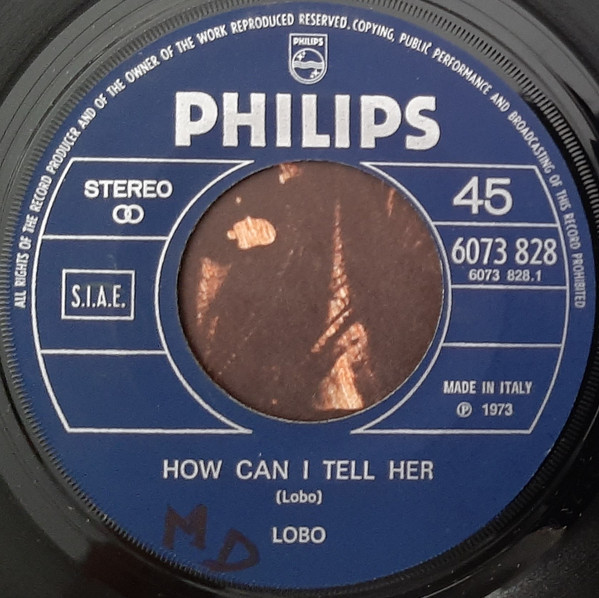 ALL RIGHTS OF THE RECORD PRODUCER AND OF THE OWNER OF THE WORK REPRODUCED RESERVED. COPYING, PUBLIC PERFORMANCE AND BROADCASTING OF THIS RECORD PROHIBITED
PHILIPS
PHILIPS
STEREO
45
6073 828
6073 828.1
S.I.A.E.
MADE IN ITALY
℗ 1973
HOW CAN I TELL HER
(Lobo)
LOBO
MD